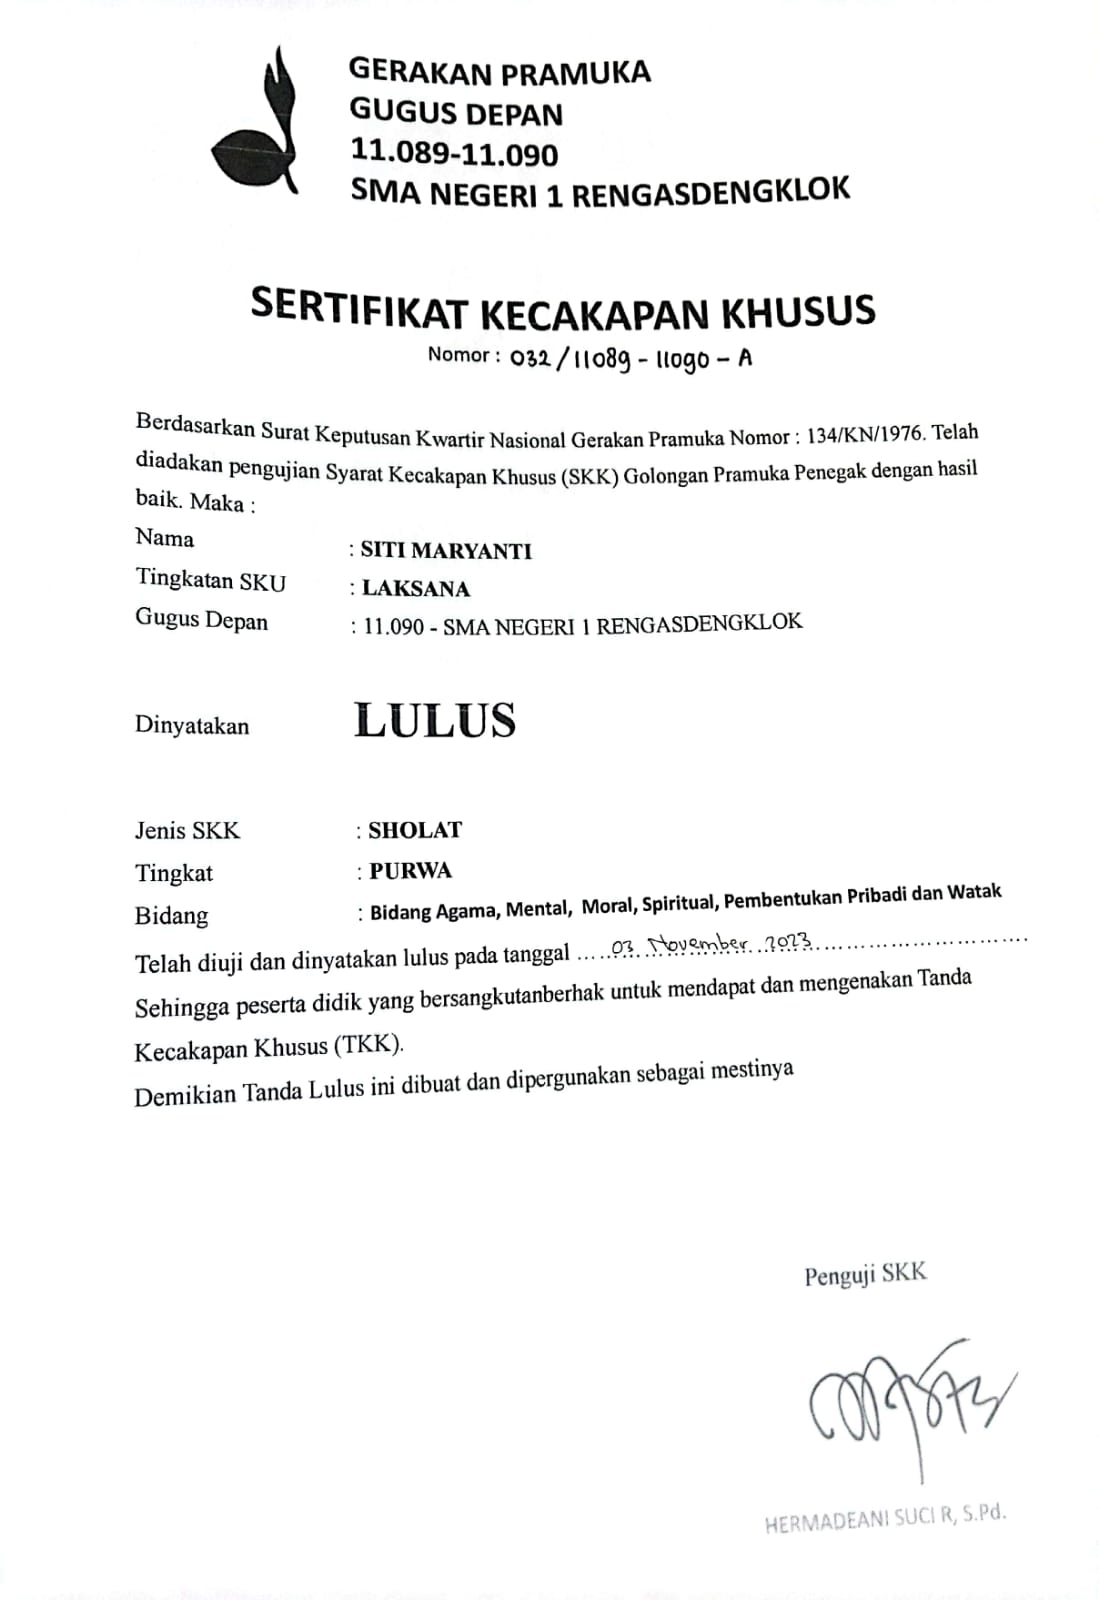 GERAKAN PRAMUKA
GUGUS DEPAN
11.089-11.090
SMA NEGERI 1 RENGASDENGKLOK
SERTIFIKAT KECAKAPAN KHUSUS
Nomor : 032/11089-11090-A
Berdasarkan Surat Keputusan Kwartir Nasional Gerakan Pramuka Nomor : 134/KN/1976. Telah
diadakan pengujian Syarat Kecakapan Khusus (SKK) Golongan Pramuka Penegak dengan hasil
baik. Maka :
Nama : SITI MARYANTI
Tingkatan SKU : LAKSANA
Gugus Depan : 11.090 - SMA NEGERI 1 RENGASDENGKLOK
Dinyatakan LULUS
Jenis SKK : SHOLAT
Tingkat : PURWA
Bidang : Bidang Agama, Mental, Moral, Spiritual, Pembentukan Pribadi dan Watak
Telah diuji dan dinyatakan lulus pada tanggal .....03 November 2023..............................
Sehingga peserta didik yang bersangkutanberhak untuk mendapat dan mengenakan Tanda
Kecakapan Khusus (TKK).
Demikian Tanda Lulus ini dibuat dan dipergunakan sebagai mestinya
Penguji SKK
HERMADEANI SUCI R, S.Pd.